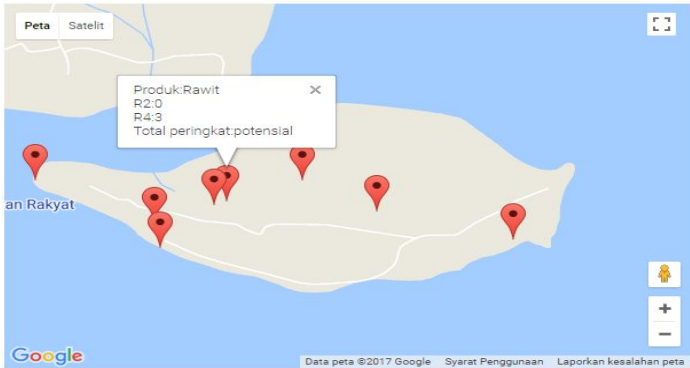 Peta Satelit
Produk:Rawit
R2:0
R4:3
Total peringkat:potensial
an Rakyat
Google
Data peta ©2017 Google Syarat Penggunaan Laporkan kesalahan peta